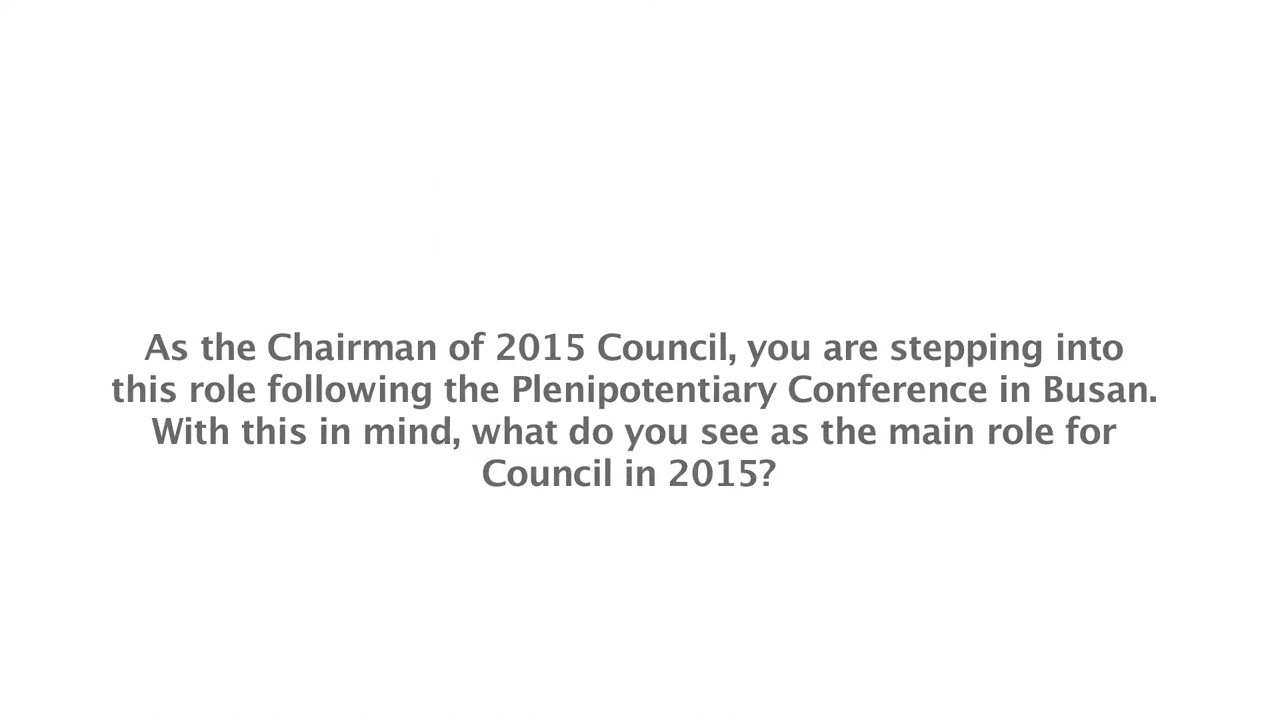 As the Chairman of 2015 Council, you are stepping into
this role following the Plenipotentiary Conference in Busan.
With this in mind, what do you see as the main role for
Council in 2015?